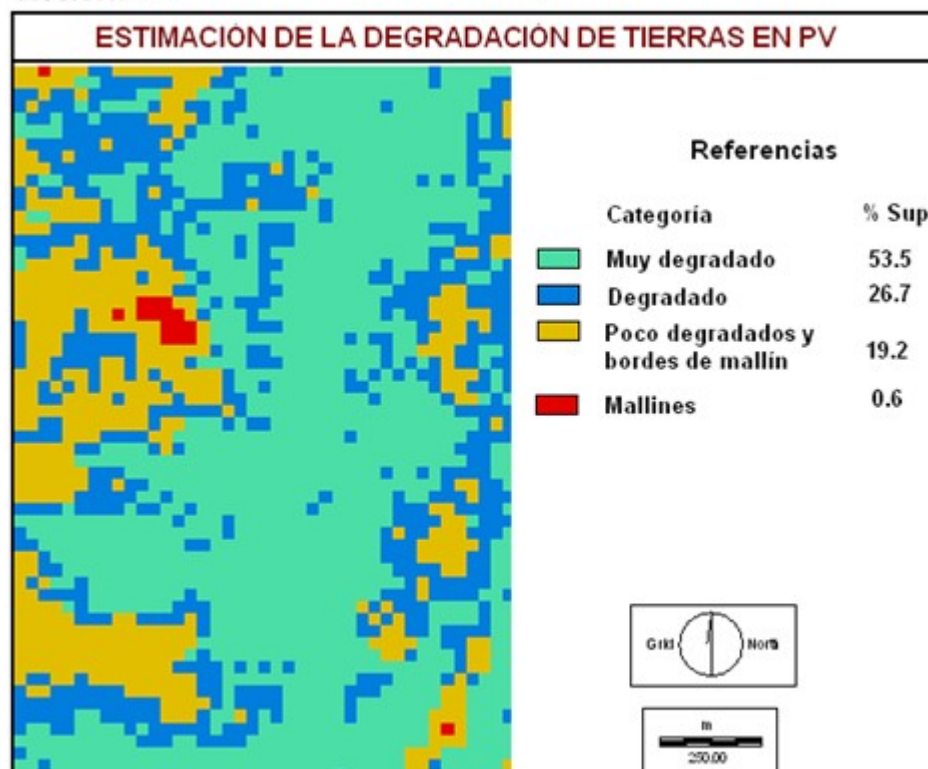 ESTIMACIÓN DE LA DEGRADACIÓN DE TIERRAS EN PV
Referencias
Categoría % Sup
Muy degradado 53.5
Degradado 26.7
Poco degradados y
bordes de mallín 19.2
Mallines 0.6
Grid North
m
250.00